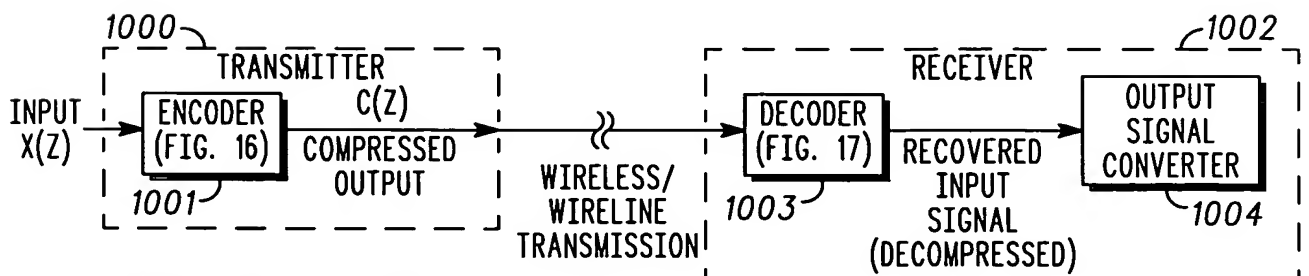 1000
TRANSMITTER
INPUT
X(Z)
ENCODER
(FIG. 16)
1001
C(Z)
COMPRESSED
OUTPUT
WIRELESS/
WIRELINE
TRANSMISSION
1002
RECEIVER
DECODER
(FIG. 17)
1003
RECOVERED
INPUT
SIGNAL
(DECOMPRESSED)
OUTPUT
SIGNAL
CONVERTER
1004